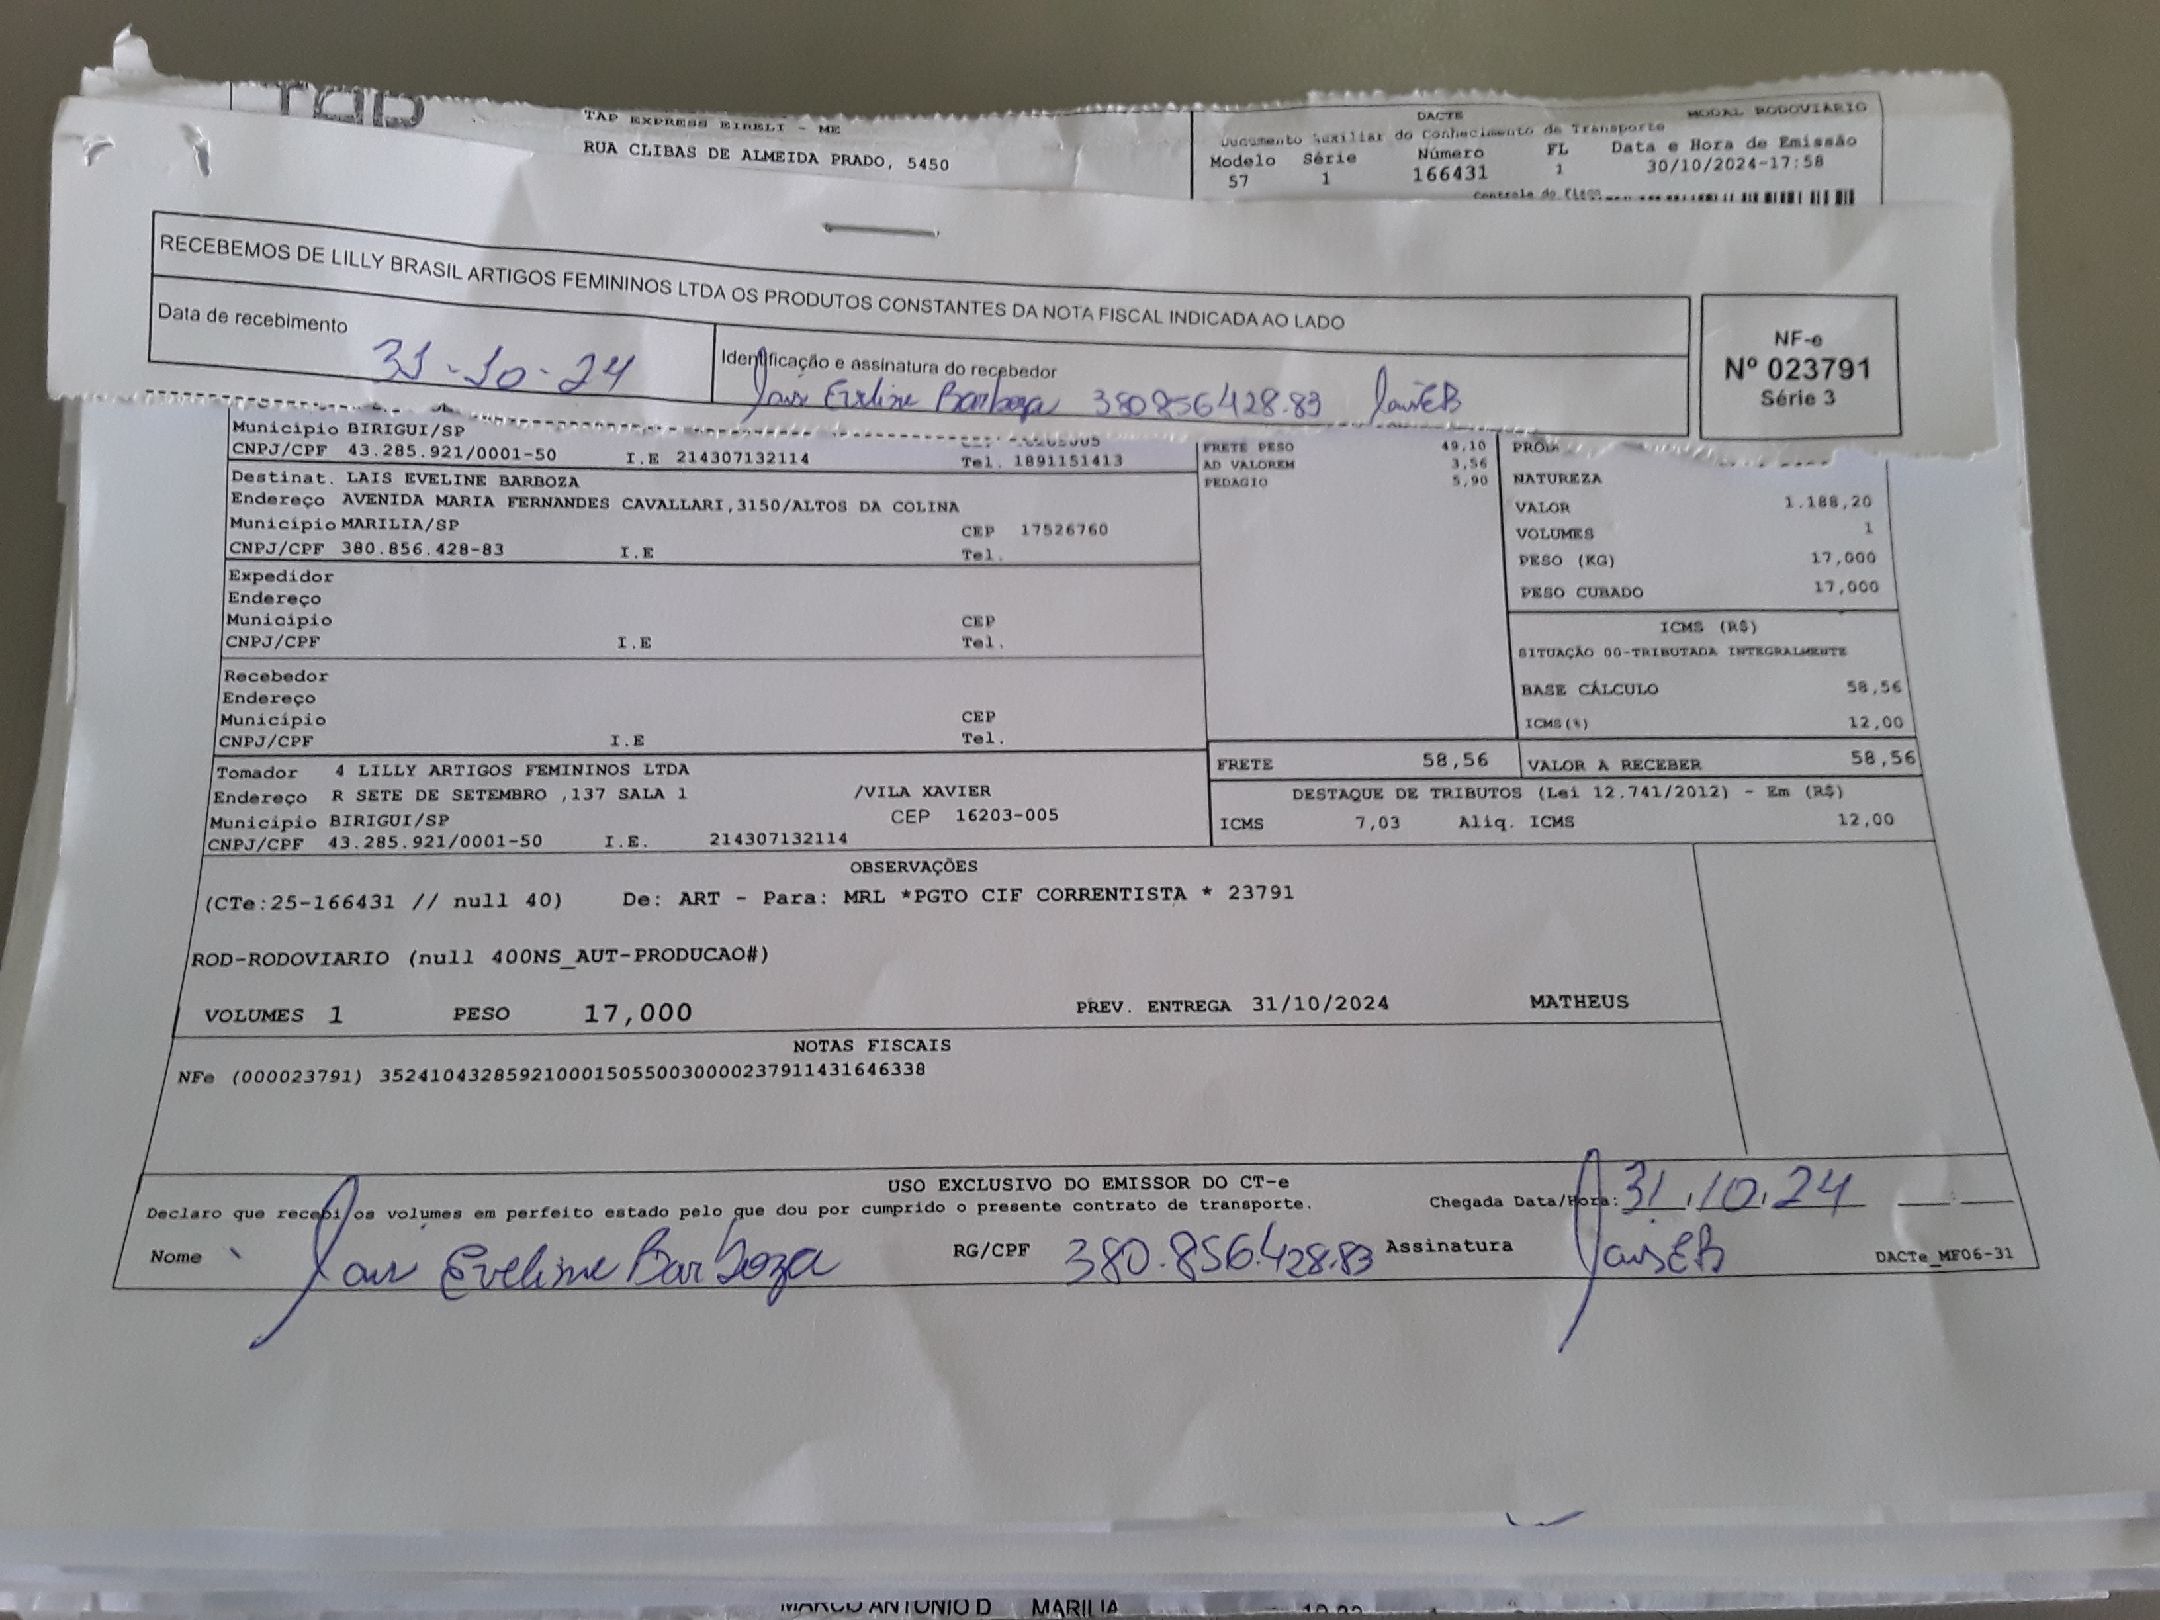 TAP
TAP EXPRESS EIRELI - ME
RUA CLIBAS DE ALMEIDA PRADO, 5450
DACTE
MODAL RODOVIARIO
Documento Auxiliar do Conhecimento de Transporte
Modelo Série Número FL Data e Hora de Emissão
57 1 166431 1 30/10/2024-17:58
Controle do Fisco
RECEBEMOS DE LILLY BRASIL ARTIGOS FEMININOS LTDA OS PRODUTOS CONSTANTES DA NOTA FISCAL INDICADA AO LADO
Data de recebimento
31-10-24
Identificação e assinatura do recebedor
Lais Eveline Barboza 380856428.83 LaisEB
NF-e
Nº 023791
Série 3
Município BIRIGUI/SP
CNPJ/CPF 43.285.921/0001-50 I.E 214307132114 Tel. 1891151413
Destinat. LAIS EVELINE BARBOZA
Endereço AVENIDA MARIA FERNANDES CAVALLARI,3150/ALTOS DA COLINA
Município MARILIA/SP CEP 17526760
CNPJ/CPF 380.856.428-83 I.E Tel.
Expedidor
Endereço
Município CEP
CNPJ/CPF I.E Tel.
Recebedor
Endereço
Município CEP
CNPJ/CPF I.E Tel.
Tomador 4 LILLY ARTIGOS FEMININOS LTDA
Endereço R SETE DE SETEMBRO ,137 SALA 1 /VILA XAVIER
Município BIRIGUI/SP CEP 16203-005
CNPJ/CPF 43.285.921/0001-50 I.E. 214307132114
FRETE PESO 49,10
AD VALOREM 3,56
PEDAGIO 5,90
NATUREZA
VALOR 1.188,20
VOLUMES 1
PESO (KG) 17,000
PESO CUBADO 17,000
ICMS (R$)
SITUAÇÃO 00-TRIBUTADA INTEGRALMENTE
BASE CÁLCULO 58,56
ICMS(%) 12,00
FRETE 58,56 VALOR A RECEBER 58,56
DESTAQUE DE TRIBUTOS (Lei 12.741/2012) - Em (R$)
ICMS 7,03 Aliq. ICMS 12,00
OBSERVAÇÕES
(CTe:25-166431 // null 40) De: ART - Para: MRL *PGTO CIF CORRENTISTA * 23791
ROD-RODOVIARIO (null 400NS_AUT-PRODUCAO#)
VOLUMES 1 PESO 17,000 PREV. ENTREGA 31/10/2024 MATHEUS
NOTAS FISCAIS
NFe (000023791) 35241043285921000150550030000237911431646338
USO EXCLUSIVO DO EMISSOR DO CT-e
Declaro que recebi os volumes em perfeito estado pelo que dou por cumprido o presente contrato de transporte. Chegada Data/Hora: 31.10.24
Nome Lais Eveline Barboza RG/CPF 380.856.428.83 Assinatura LaisEB DACTe_MF06-31
MARCO ANTONIO D MARILIA